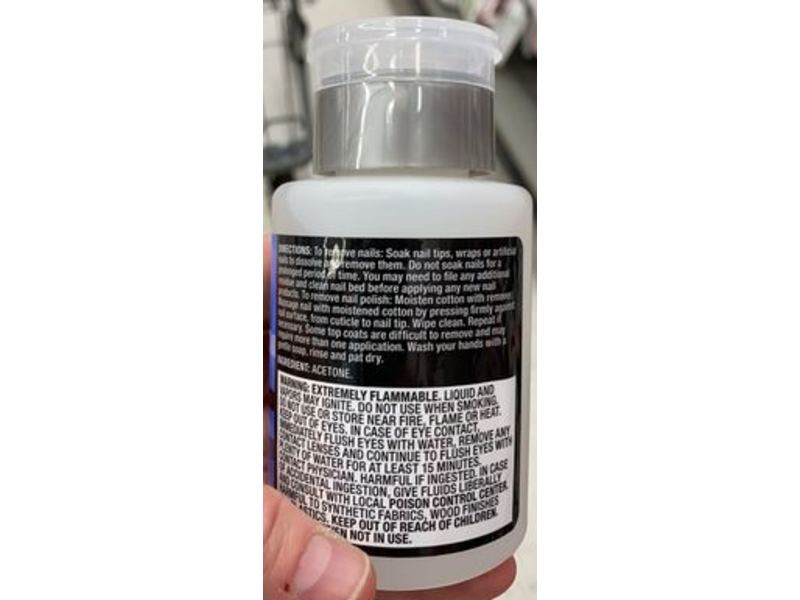 DIRECTIONS: To remove nails: Soak nail tips, wraps or artificial
nails to dissolve and remove them. Do not soak nails for a
prolonged period of time. You may need to file any additional
residue and clean nail bed before applying any new nail
products. To remove nail polish: Moisten cotton with remover.
Massage nail with moistened cotton by pressing firmly against
nail surface, from cuticle to nail tip. Wipe clean. Repeat if
necessary. Some top coats are difficult to remove and may
require more than one application. Wash your hands with a
gentle soap, rinse and pat dry.
INGREDIENT: ACETONE.
WARNING: EXTREMELY FLAMMABLE. LIQUID AND
VAPORS MAY IGNITE. DO NOT USE WHEN SMOKING.
DO NOT USE OR STORE NEAR FIRE, FLAME OR HEAT.
KEEP OUT OF EYES. IN CASE OF EYE CONTACT,
IMMEDIATELY FLUSH EYES WITH WATER, REMOVE ANY
CONTACT LENSES AND CONTINUE TO FLUSH EYES WITH
PLENTY OF WATER FOR AT LEAST 15 MINUTES.
CONTACT PHYSICIAN. HARMFUL IF INGESTED. IN CASE
OF ACCIDENTAL INGESTION, GIVE FLUIDS LIBERALLY
AND CONSULT WITH LOCAL POISON CONTROL CENTER.
HARMFUL TO SYNTHETIC FABRICS, WOOD FINISHES
PLASTICS. KEEP OUT OF REACH OF CHILDREN.
NOT IN USE.